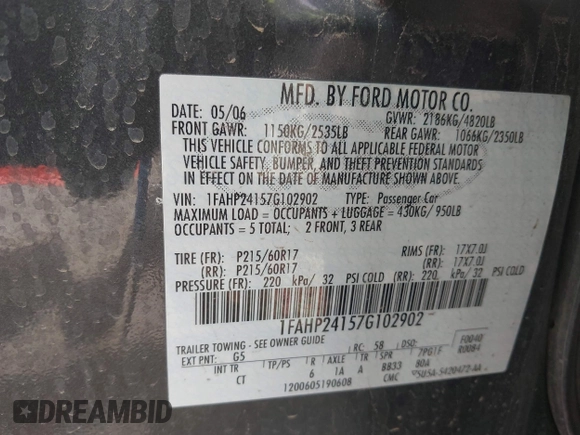 MFD. BY FORD MOTOR CO.
DATE: 05/06 GVWR: 2186KG/4820LB
FRONT GAWR: 1150KG/2535LB REAR GAWR: 1066KG/2350LB
THIS VEHICLE CONFORMS TO ALL APPLICABLE FEDERAL MOTOR
VEHICLE SAFETY, BUMPER, AND THEFT PREVENTION STANDARDS
IN EFFECT ON THE DATE OF MANUFACTURE SHOWN ABOVE.
VIN: 1FAHP24157G102902 TYPE: Passenger Car
MAXIMUM LOAD = OCCUPANTS + LUGGAGE = 430KG/950LB
OCCUPANTS = 5 TOTAL; 2 FRONT, 3 REAR
TIRE (FR): P215/60R17 RIMS (FR): 17X7.0J
(RR): P215/60R17 (RR): 17X7.0J
PRESSURE (FR): 220 kPa/ 32 PSI COLD (RR): 220 kPa/ 32 PSI COLD
1FAHP24157G102902
TRAILER TOWING - SEE OWNER GUIDE RC: 58 DSO: F0040
EXT PNT: G5 R0084
INT TR TP/PS R AXLE TR SPR
CT 6 1A A BB33 80A
1200605190608 CMC
©DREAMBID